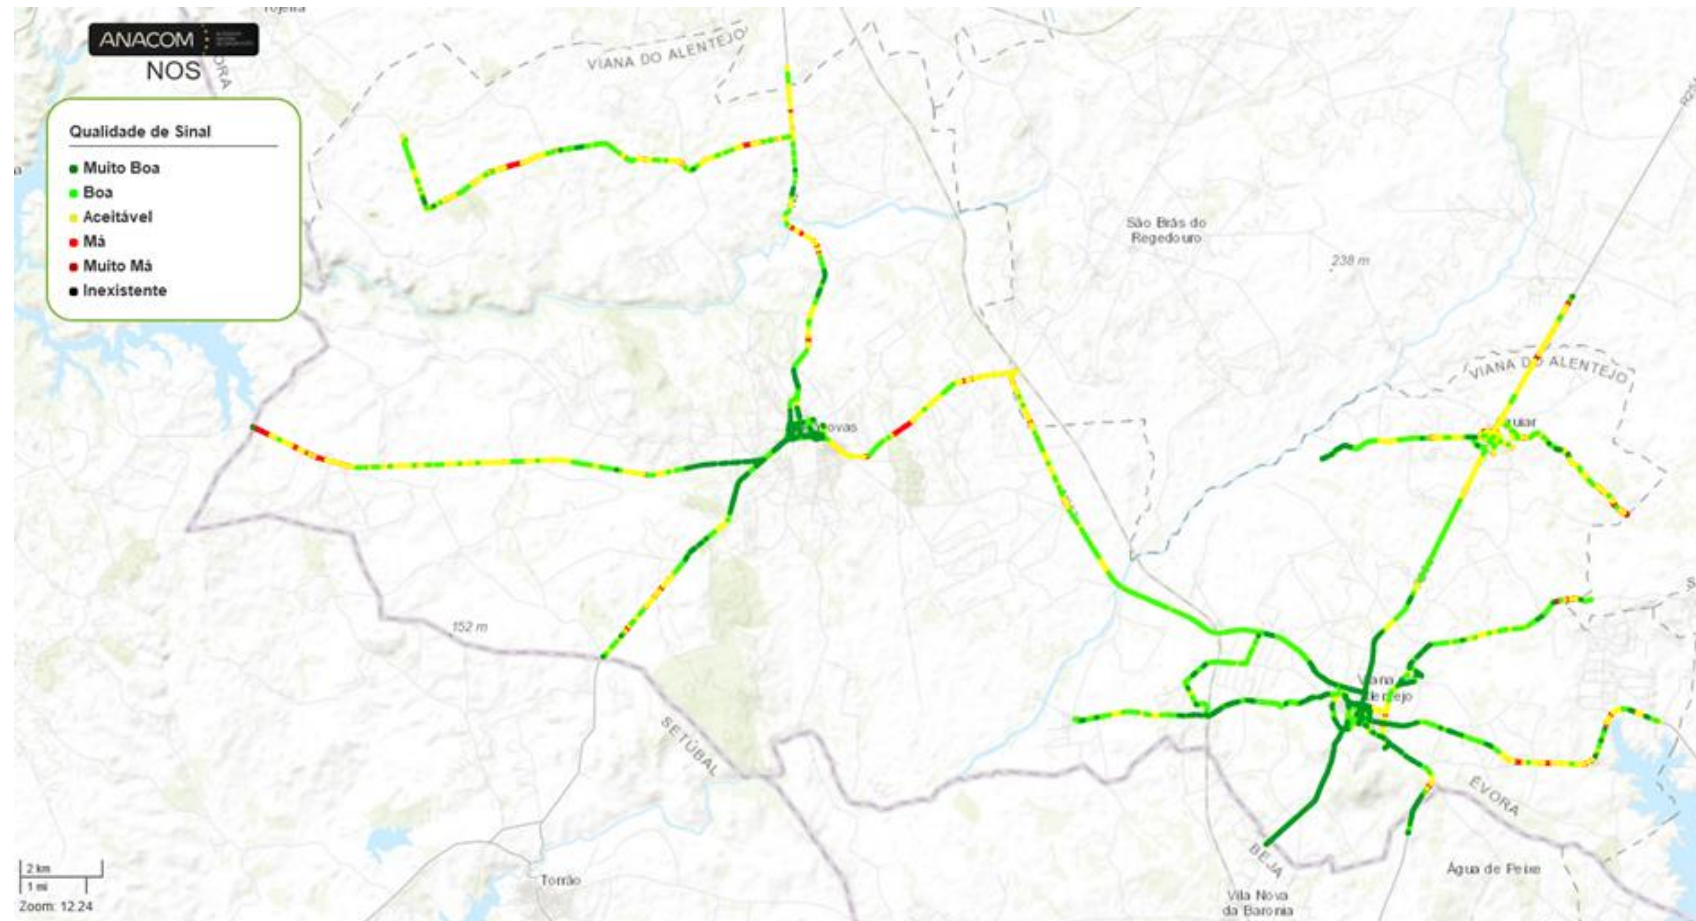 ANACOM
NOS
VIANA DO ALENTEJO
Qualidade de Sinal
Muito Boa
Boa
Aceitável
Má
Muito Má
Inexistente
São Brás do
Regedouro
238 m
VIANA DO ALENTEJO
152 m
SETÚBAL
ÉVORA
BEJA
Água de Peixe
Vila Nova
da Baronia
Torrão
2 km
1 mi
Zoom: 12.24